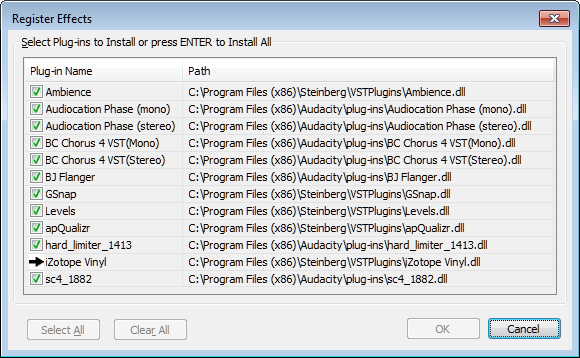 Register Effects
Select Plug-ins to Install or press ENTER to Install All
Plug-in Name Path
Ambience C:\Program Files (x86)\Steinberg\VSTPlugins\Ambience.dll
Audiocation Phase (mono) C:\Program Files (x86)\Audacity\plug-ins\Audiocation Phase (mono).dll
Audiocation Phase (stereo) C:\Program Files (x86)\Audacity\plug-ins\Audiocation Phase (stereo).dll
BC Chorus 4 VST(Mono) C:\Program Files (x86)\Audacity\plug-ins\BC Chorus 4 VST(Mono).dll
BC Chorus 4 VST(Stereo) C:\Program Files (x86)\Audacity\plug-ins\BC Chorus 4 VST(Stereo).dll
BJ Flanger C:\Program Files (x86)\Audacity\plug-ins\BJ Flanger.dll
GSnap C:\Program Files (x86)\Steinberg\VSTPlugins\GSnap.dll
Levels C:\Program Files (x86)\Steinberg\VSTPlugins\Levels.dll
apQualizr C:\Program Files (x86)\Steinberg\VSTPlugins\apQualizr.dll
hard_limiter_1413 C:\Program Files (x86)\Audacity\plug-ins\hard_limiter_1413.dll
iZotope Vinyl C:\Program Files (x86)\Steinberg\VSTPlugins\iZotope Vinyl.dll
sc4_1882 C:\Program Files (x86)\Audacity\plug-ins\sc4_1882.dll
Select All Clear All OK Cancel